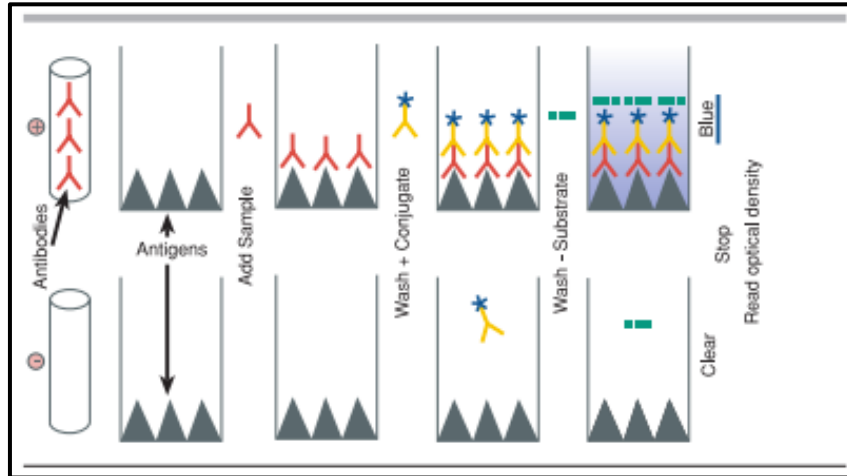 +
Antibodies
Antigens
Add Sample
Wash + Conjugate
Wash - Substrate
Blue
Stop
Read optical density
-
Clear